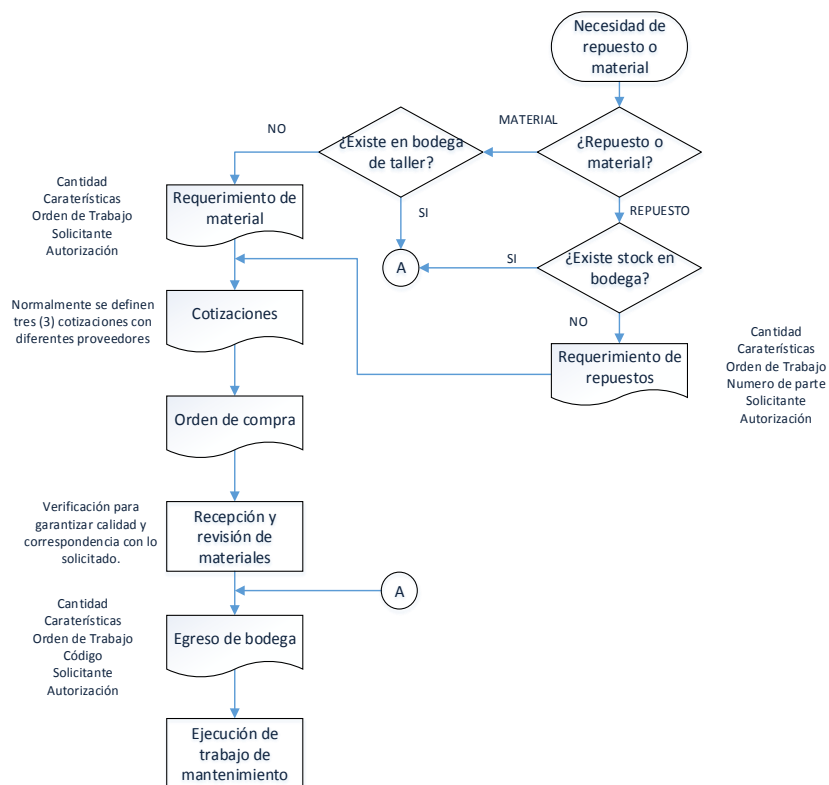 Necesidad de
repuesto o
material
MATERIAL
NO
¿Existe en bodega
de taller?
¿Repuesto o
material?
Cantidad
Caraterísticas
Orden de Trabajo
Solicitante
Autorización
Requerimiento de
material
SI
REPUESTO
A
SI
¿Existe stock en
bodega?
Normalmente se definen
tres (3) cotizaciones con
diferentes proveedores
Cotizaciones
NO
Requerimiento de
repuestos
Cantidad
Caraterísticas
Orden de Trabajo
Numero de parte
Solicitante
Autorización
Orden de compra
Verificación para
garantizar calidad y
correspondencia con lo
solicitado.
Recepción y
revisión de
materiales
A
Cantidad
Caraterísticas
Orden de Trabajo
Código
Solicitante
Autorización
Egreso de bodega
Ejecución de
trabajo de
mantenimiento